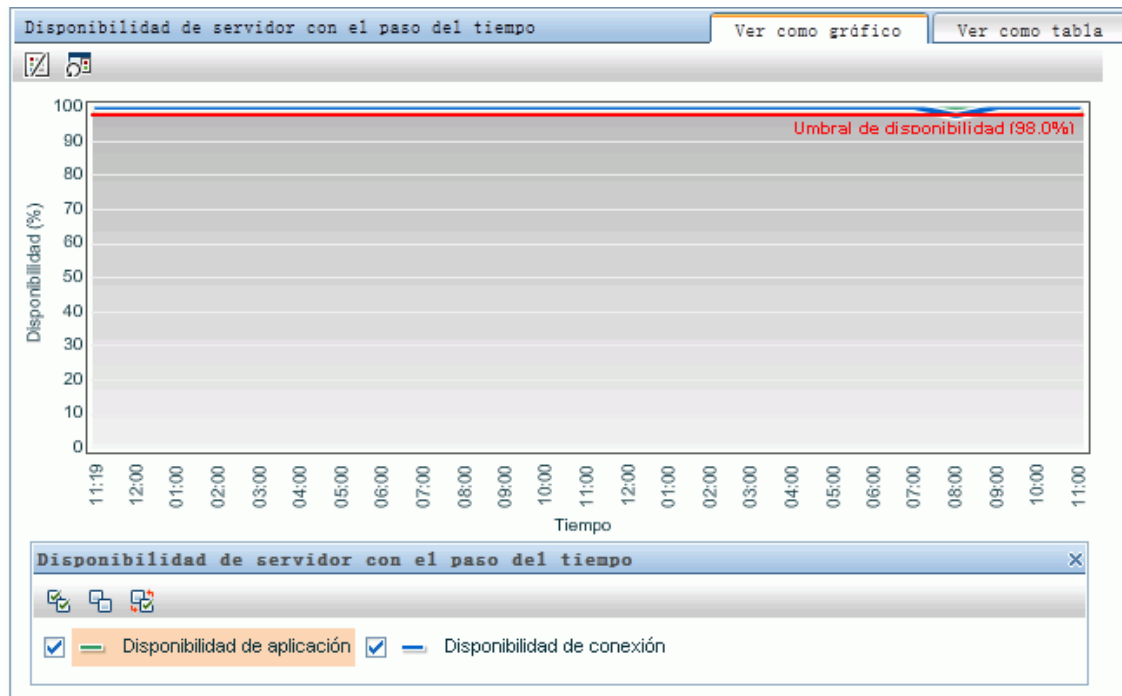 Disponibilidad de servidor con el paso del tiempo
Ver como gráfico
Ver como tabla
100
90
80
70
60
50
40
30
20
10
0
Disponibilidad (%)
Umbral de disponibilidad (98.0%)
11:19 12:00 01:00 02:00 03:00 04:00 05:00 06:00 07:00 08:00 09:00 10:00 11:00 12:00 01:00 02:00 03:00 04:00 05:00 06:00 07:00 08:00 09:00 10:00 11:00
Tiempo
Disponibilidad de servidor con el paso del tiempo
Disponibilidad de aplicación
Disponibilidad de conexión